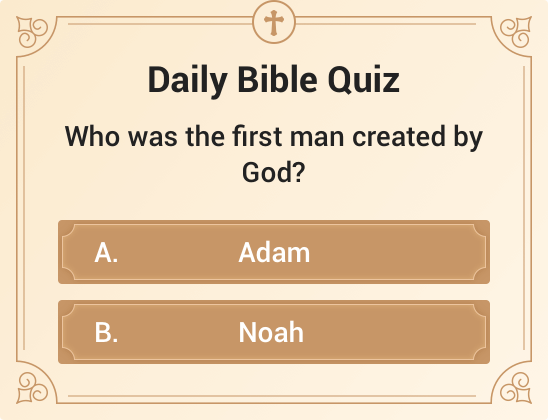 Daily Bible Quiz
Who was the first man created by
God?
A. Adam
B. Noah